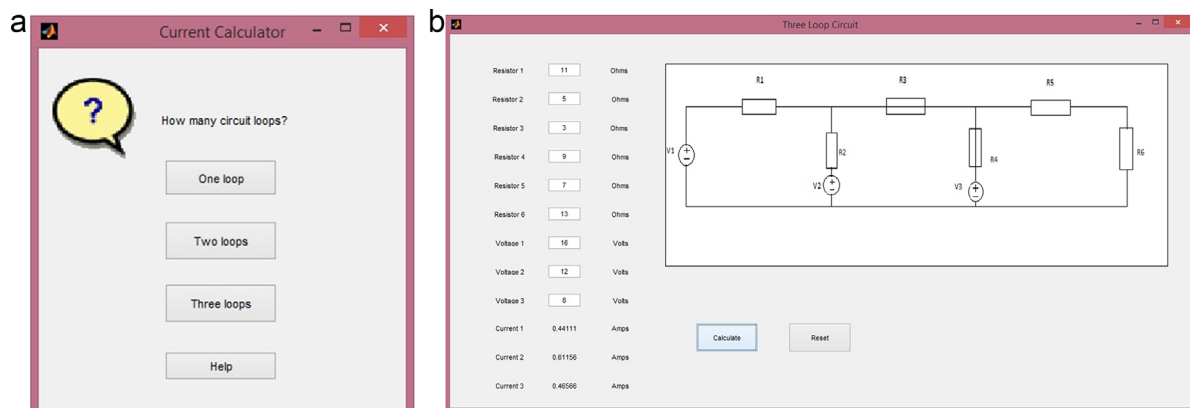 a
Current Calculator
?
How many circuit loops?
One loop
Two loops
Three loops
Help
b
Three Loop Circuit
Resistor 1 11 Ohms
Resistor 2 5 Ohms
Resistor 3 3 Ohms
Resistor 4 9 Ohms
Resistor 5 7 Ohms
Resistor 6 13 Ohms
Voltage 1 16 Volts
Voltage 2 12 Volts
Voltage 3 8 Volts
Current 1 0.44111 Amps
Current 2 0.61156 Amps
Current 3 0.46566 Amps
R1 R3 R5
V1 R2 R4 R6
V2 V3
Calculate Reset